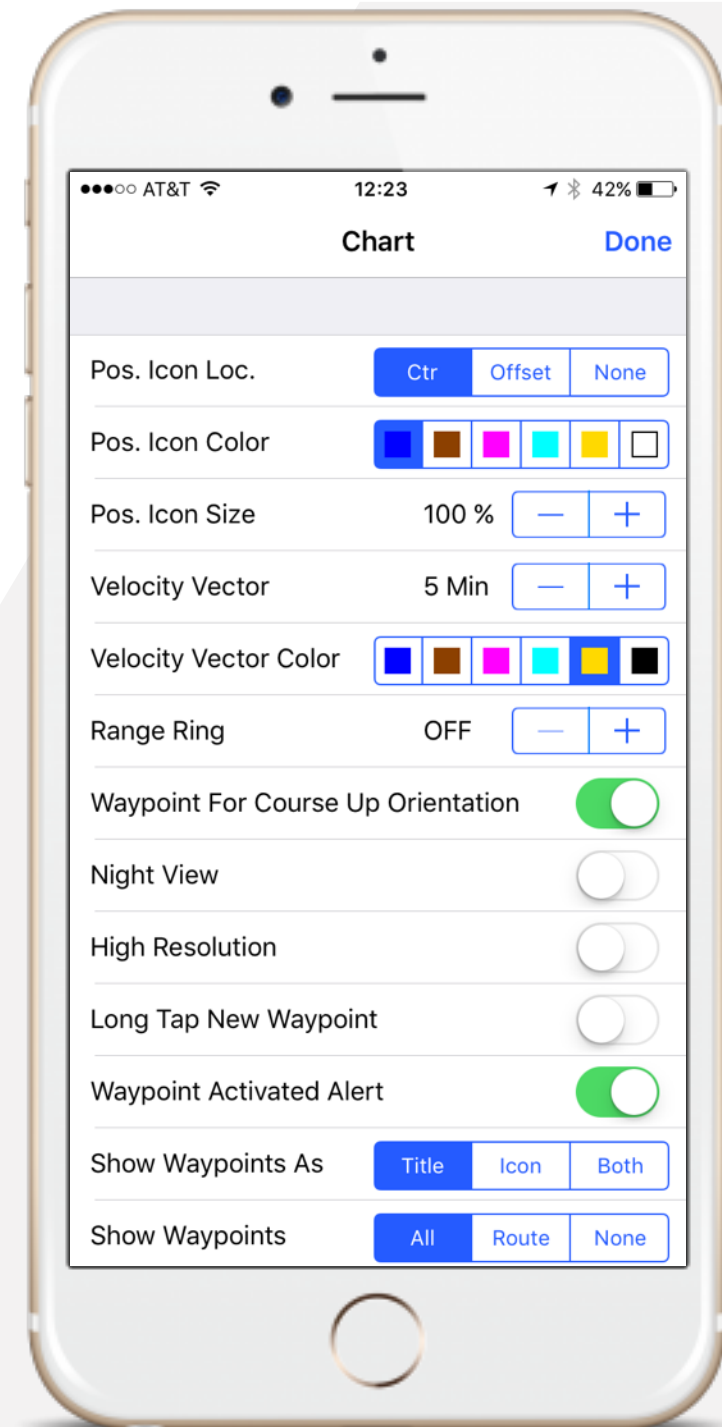 AT&T 12:23 42%
Chart Done
Pos. Icon Loc. Ctr Offset None
Pos. Icon Color
Pos. Icon Size 100 % — +
Velocity Vector 5 Min — +
Velocity Vector Color
Range Ring OFF — +
Waypoint For Course Up Orientation
Night View
High Resolution
Long Tap New Waypoint
Waypoint Activated Alert
Show Waypoints As Title Icon Both
Show Waypoints All Route None